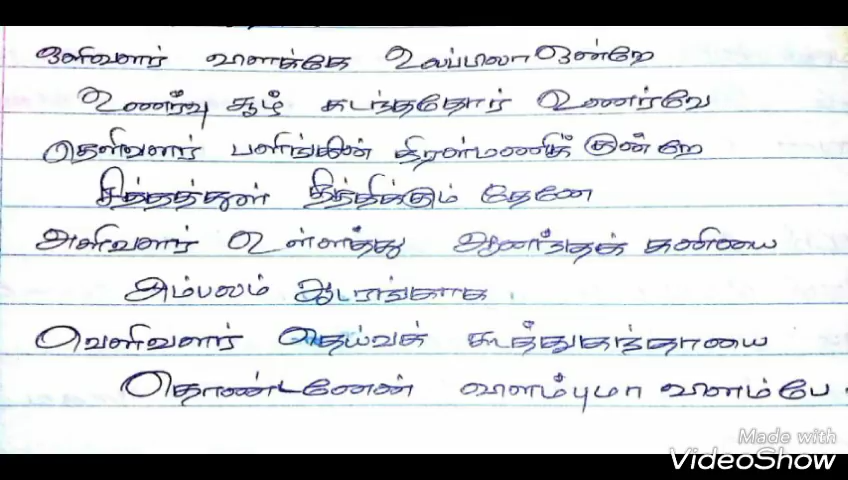 ஒளிவளர் விளக்கே உலப்பிலா ஒன்றே
உணர்வு சூழ் கடந்ததோர் உணர்வே
தெளிவளர் பளிங்கின் திரள்மணிக் குன்றே
சித்தத்துள் தித்திக்கும் தேனே
அளிவளர் உள்ளத்து ஆனந்தக் கனியை
அம்பலம் ஆடரங்காக
வெளிவளர் தெய்வக் கூத்துகந்தாயை
தொண்டனேன் விளம்புமா விளம்பே.
Made with
VideoShow